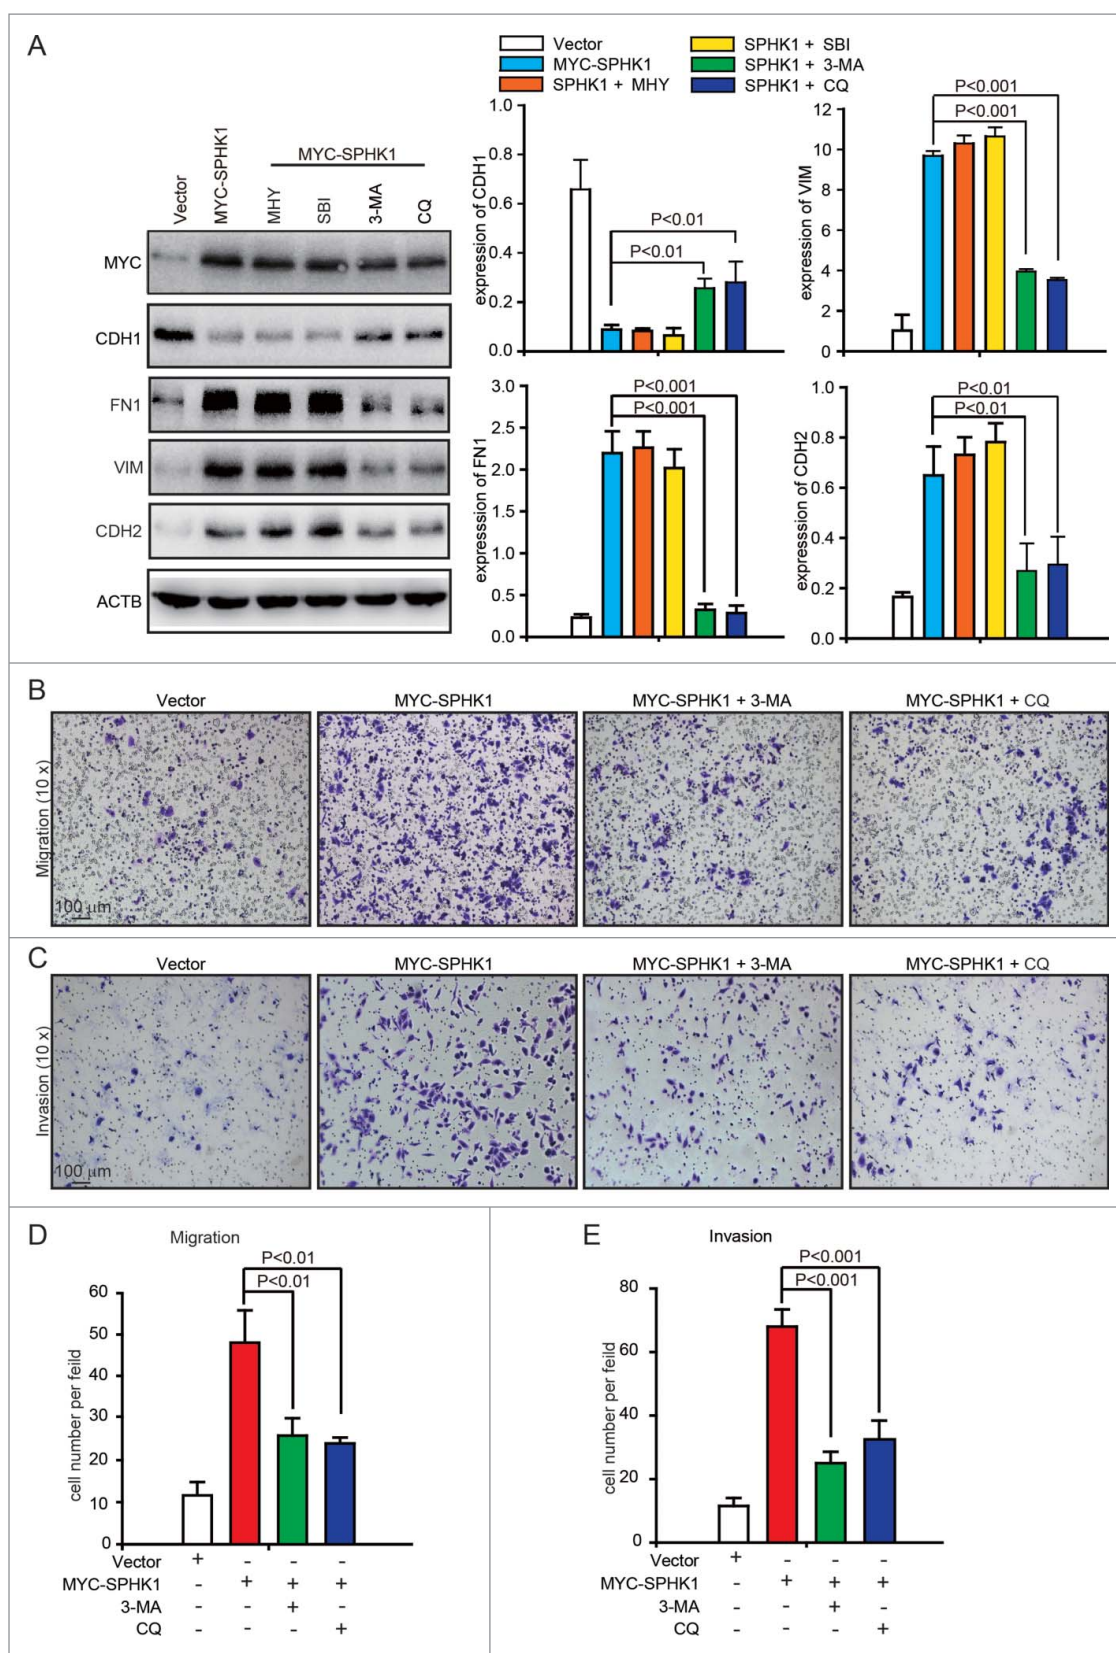 A
Vector
MYC-SPHK1
SPHK1 + MHY
SPHK1 + SBI
SPHK1 + 3-MA
SPHK1 + CQ
Vector
MYC-SPHK1
MYC-SPHK1
MHY
SBI
3-MA
CQ
MYC
CDH1
FN1
VIM
CDH2
ACTB
expression of CDH1
1.0
0.8
0.6
0.4
0.2
0.0
P<0.01
P<0.01
expression of VIM
12
10
8
6
4
2
0
P<0.001
P<0.001
expresssion of FN1
3.0
2.5
2.0
1.5
1.0
0.5
0.0
P<0.001
P<0.001
expresssion of CDH2
1.0
0.8
0.6
0.4
0.2
0.0
P<0.01
P<0.01
B
Vector
MYC-SPHK1
MYC-SPHK1 + 3-MA
MYC-SPHK1 + CQ
Migration (10 x)
100 µm
C
Vector
MYC-SPHK1
MYC-SPHK1 + 3-MA
MYC-SPHK1 + CQ
Invasion (10 x)
100 µm
D
Migration
P<0.01
P<0.01
cell number per feild
60
50
40
30
20
10
0
Vector + - - -
MYC-SPHK1 - + + +
3-MA - - + -
CQ - - - +
E
Invasion
P<0.001
P<0.001
cell number per feild
80
60
40
20
0
Vector + - - -
MYC-SPHK1 - + + +
3-MA - - + -
CQ - - - +